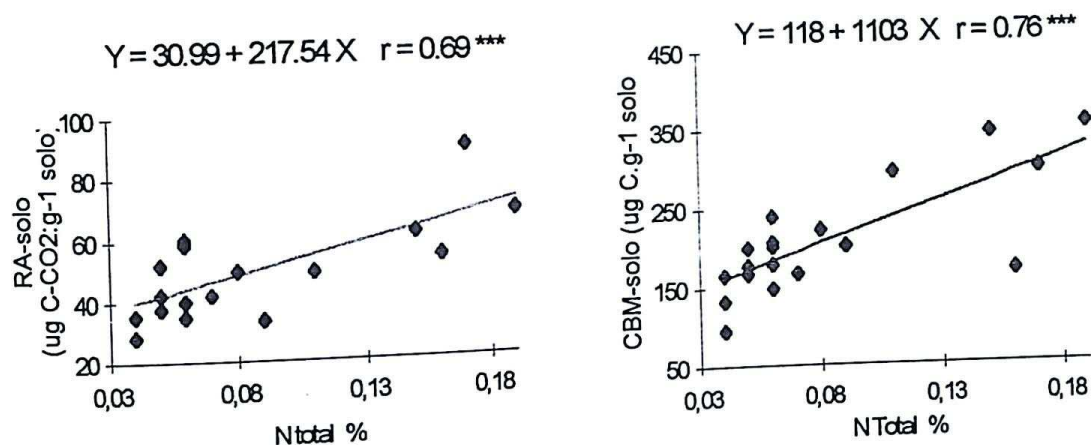 Y = 30.99 + 217.54 X r = 0.69 ***
RA-solo
(ug C-CO2:g-1 solo)
100
80
60
40
20
0,03
0,08
0,13
0,18
Ntotal %
Y = 118 + 1103 X r = 0.76 ***
CBM-solo (ug C.g-1 solo
450
350
250
150
50
0,03
0,08
0,13
0,18
NTotal %